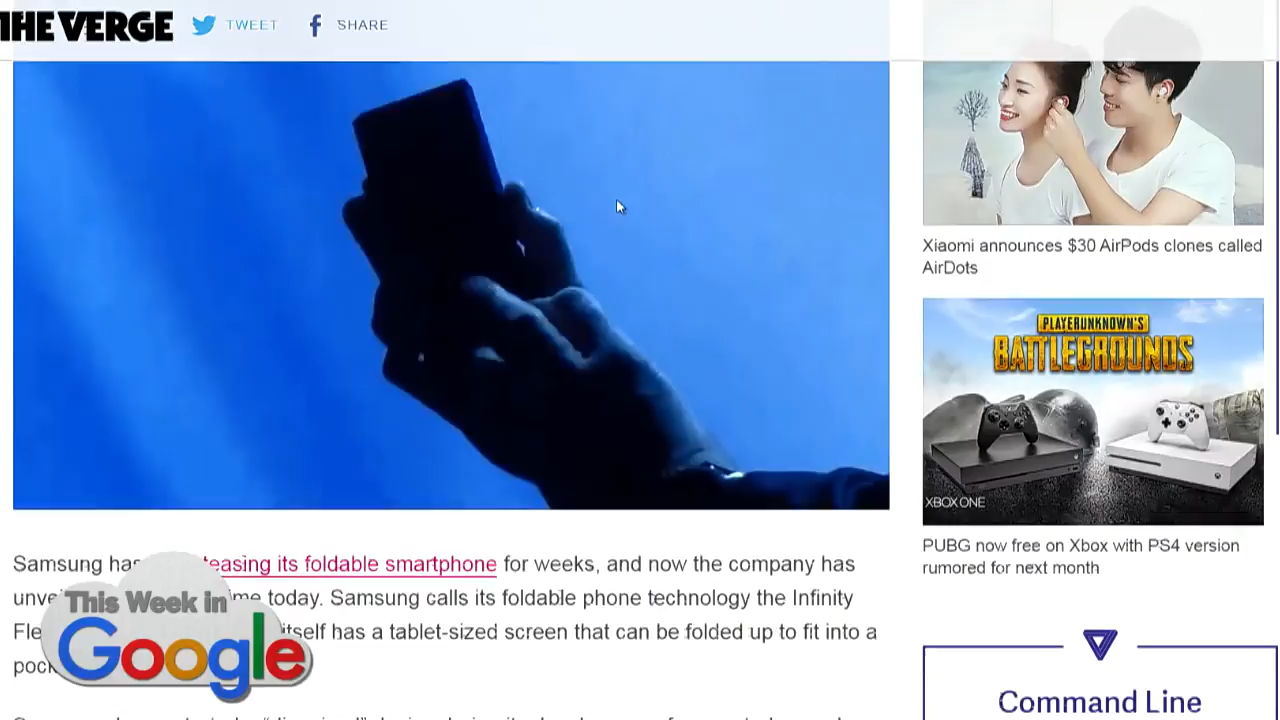 THE VERGE TWEET SHARE
Xiaomi announces $30 AirPods clones called
AirDots
PLAYERUNKNOWN'S
BATTLEGROUNDS
XBOX ONE
PUBG now free on Xbox with PS4 version
rumored for next month
Samsung has teasing its foldable smartphone for weeks, and now the company has
today. Samsung calls its foldable phone technology the Infinity
itself has a tablet-sized screen that can be folded up to fit into a
This Week in
Google
Command Line